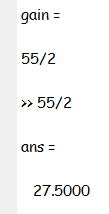 gain =
55/2
>> 55/2
ans =
27.5000